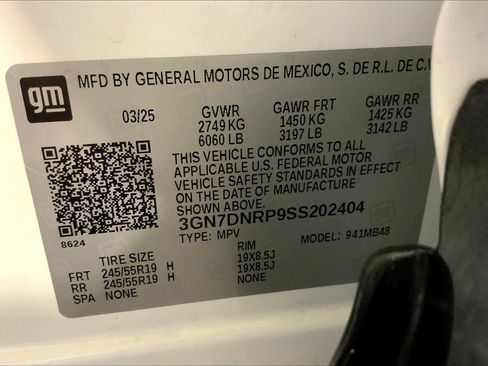 gm
MFD BY GENERAL MOTORS DE MEXICO, S. DE R.L. DE C.V
03/25 GVWR GAWR FRT GAWR RR
2749 KG 1450 KG 1425 KG
6060 LB 3197 LB 3142 LB
THIS VEHICLE CONFORMS TO ALL
APPLICABLE U.S. FEDERAL MOTOR
VEHICLE SAFETY STANDARDS IN EFFECT
ON THE DATE OF MANUFACTURE
SHOWN ABOVE.
3GN7DNRP9SS202404
8624 TYPE: MPV MODEL: 941MB48
TIRE SIZE RIM
FRT 245/55R19 H 19X8.5J
RR 245/55R19 H 19X8.5J
SPA NONE NONE